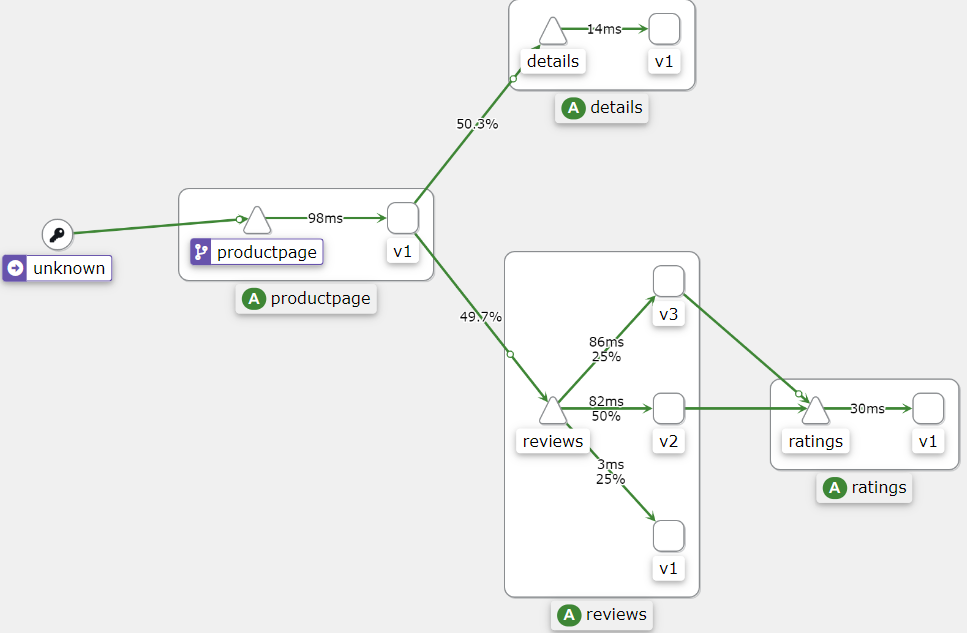 14ms
details
v1
A details
50.3%
98ms
productpage
v1
unknown
A productpage
49.7%
v3
86ms
25%
82ms
50%
reviews
v2
30ms
ratings
v1
3ms
25%
A ratings
v1
A reviews